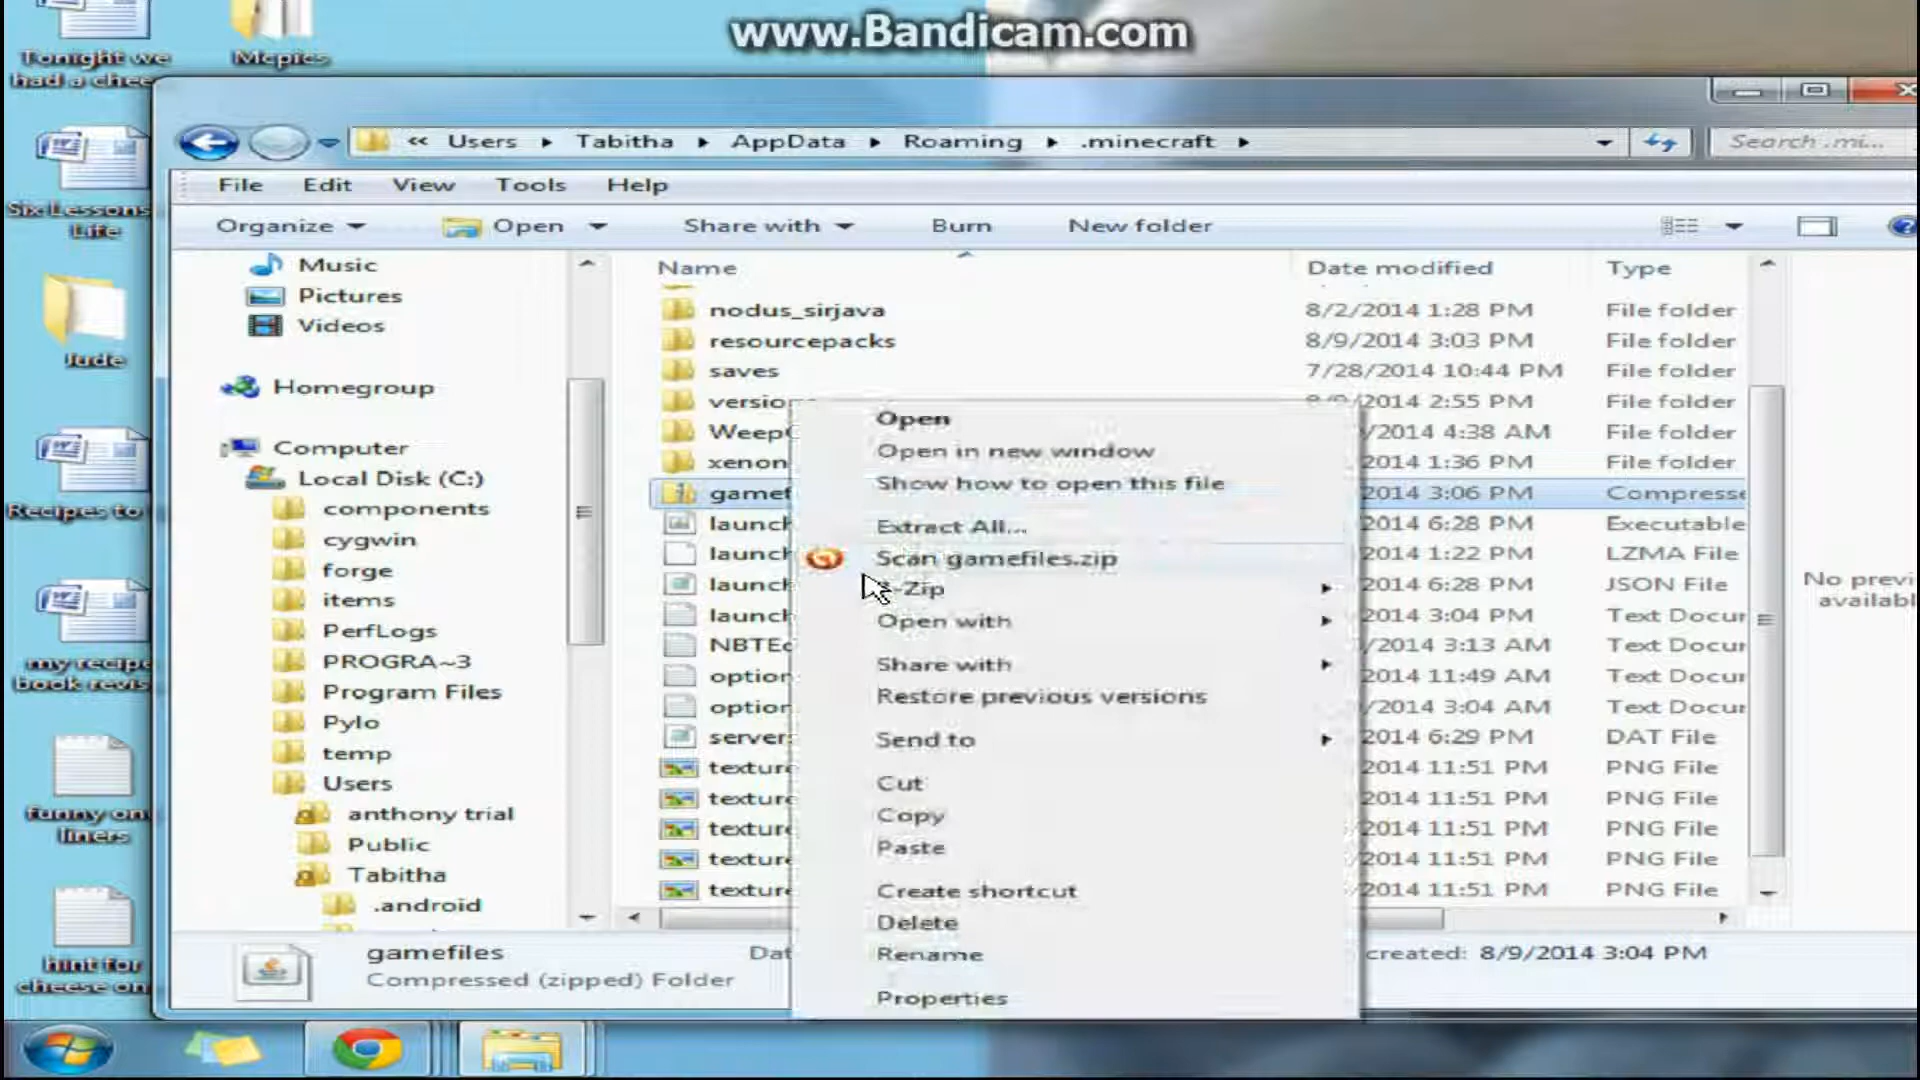 www.Bandicam.com
Tonight we
had a chee
Mcpics
« Users Tabitha AppData Roaming .minecraft
Search .mi...
File Edit View Tools Help
Organize Open Share with Burn New folder
Six Lessons
Life
Jude
Recipes to
my recipe
book revis
funny one
liners
hint for
cheese on
Music
Pictures
Videos
Homegroup
Computer
Local Disk (C:)
components
cygwin
forge
items
PerfLogs
PROGRA~3
Program Files
Pylo
temp
Users
anthony trial
Public
Tabitha
.android
Name Date modified Type
nodus_sirjava 8/2/2014 1:28 PM File folder
resourcepacks 8/9/2014 3:03 PM File folder
saves 7/28/2014 10:44 PM File folder
version 8/9/2014 2:55 PM File folder
Weep /2014 4:38 AM File folder
xenon 2014 1:36 PM File folder
gamef 2014 3:06 PM Compresse
launch 2014 6:28 PM Executable
launch 2014 1:22 PM LZMA File
launch 2014 6:28 PM JSON File
launch 2014 3:04 PM Text Docur
NBTEd 2014 3:13 AM Text Docur
option 2014 11:49 AM Text Docur
option 2014 3:04 AM Text Docur
server 2014 6:29 PM DAT File
texture 2014 11:51 PM PNG File
texture 2014 11:51 PM PNG File
texture 2014 11:51 PM PNG File
texture 2014 11:51 PM PNG File
texture 2014 11:51 PM PNG File
Open
Open in new window
Show how to open this file
Extract All...
Scan gamefiles.zip
-Zip
Open with
Share with
Restore previous versions
Send to
Cut
Copy
Paste
Create shortcut
Delete
Rename
Properties
No previ
availabl
gamefiles Dat created: 8/9/2014 3:04 PM
Compressed (zipped) Folder